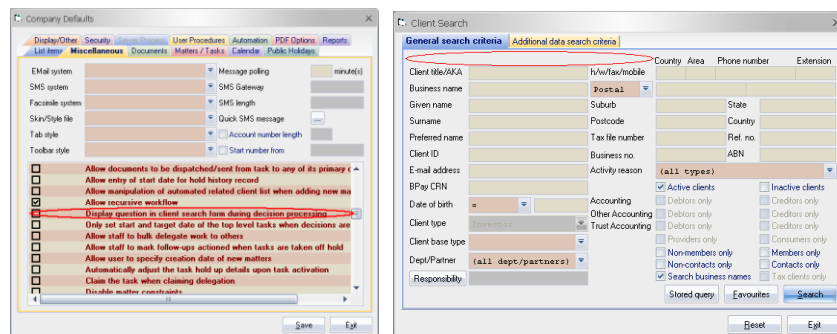 Company Defaults
Display/Other Security Server Process User Procedures Automation PDF Options Reports
List items Miscellaneous Documents Matters / Tasks Calendar Public Holidays
EMail system Message polling minute(s)
SMS system SMS Gateway
Facsimile system SMS length
Skin/Style file Quick SMS message ...
Tab style Account number length
Toolbar style Start number from
Allow documents to be dispatched/sent from task to any of its primary c
Allow entry of start date for hold history record
Allow manipulation of automated related client list when adding new ma
Allow recursive workflow
Display question in client search form during decision processing
Only set start and target date of the top level tasks when decisions are
Allow staff to bulk delegate work to others
Allow staff to mark follow-ups actioned when tasks are taken off hold
Allow user to specify creation date of new matters
Automatically adjust the task hold up details upon task activation
Claim the task when claiming delegation
Disable matter constraints
Save Exit
Client Search
General search criteria Additional data search criteria
Country Area Phone number Extension
Client title/AKA h/w/fax/mobile
Business name Postal
Given name Suburb State
Surname Postcode Country
Preferred name Tax file number Ref. no.
Client ID Business no. ABN
E-mail address Activity reason (all types)
BPay CRN Active clients Inactive clients
Date of birth = Accounting Debtors only Creditors only
Other Accounting Debtors only Creditors only
Client type Investor Trust Accounting Debtors only Creditors only
Providers only Consumers only
Client base type Non-members only Members only
Dept/Partner (all dept/partners) Non-contacts only Contacts only
Responsibility Search business names Tax clients only
Stored query Favourites Search
Reset Exit